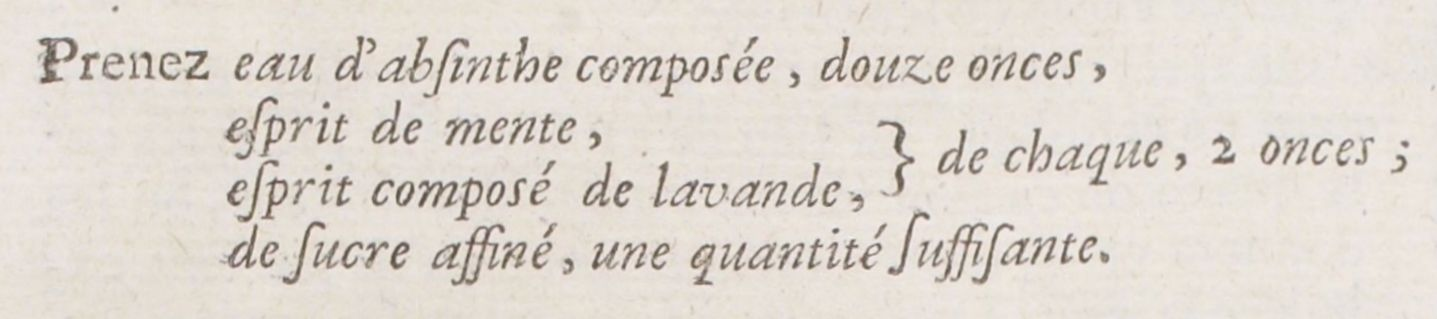 Prenez eau d'abſinthe composée, douze onces,
eſprit de mente,
eſprit composé de lavande, } de chaque, 2 onces ;
de ſucre affiné, une quantité ſuffiſante.